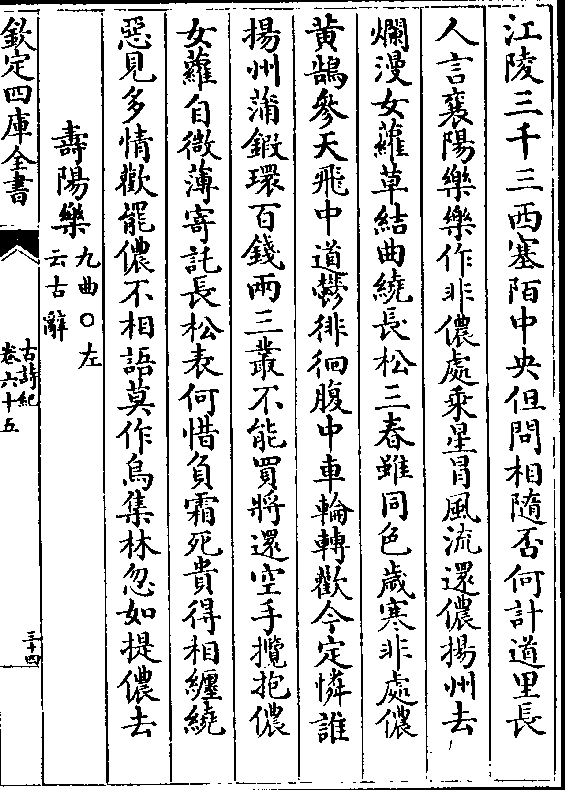 江陵三千三西塞陌中央但問相隨否何計道里長
人言襄陽樂樂作非儂處乘星冒風流還儂揚州去
爛漫女蘿草結曲繞長松三春雖同色歲寒非處儂
黄鵠參天飛中道鬱徘徊腹中車輪轉歡今定憐誰
揚州蒲鍛環百錢兩三叢不能買將還空手攬抱儂
女蘿自微薄寄託長松表何惜負霜死貴得相纏繞
惡見多情歡罷儂不相語莫作烏集林忽如提儂去
壽陽樂九曲○左云古辭
欽定四庫全書
古詩紀
卷六十五
三十四